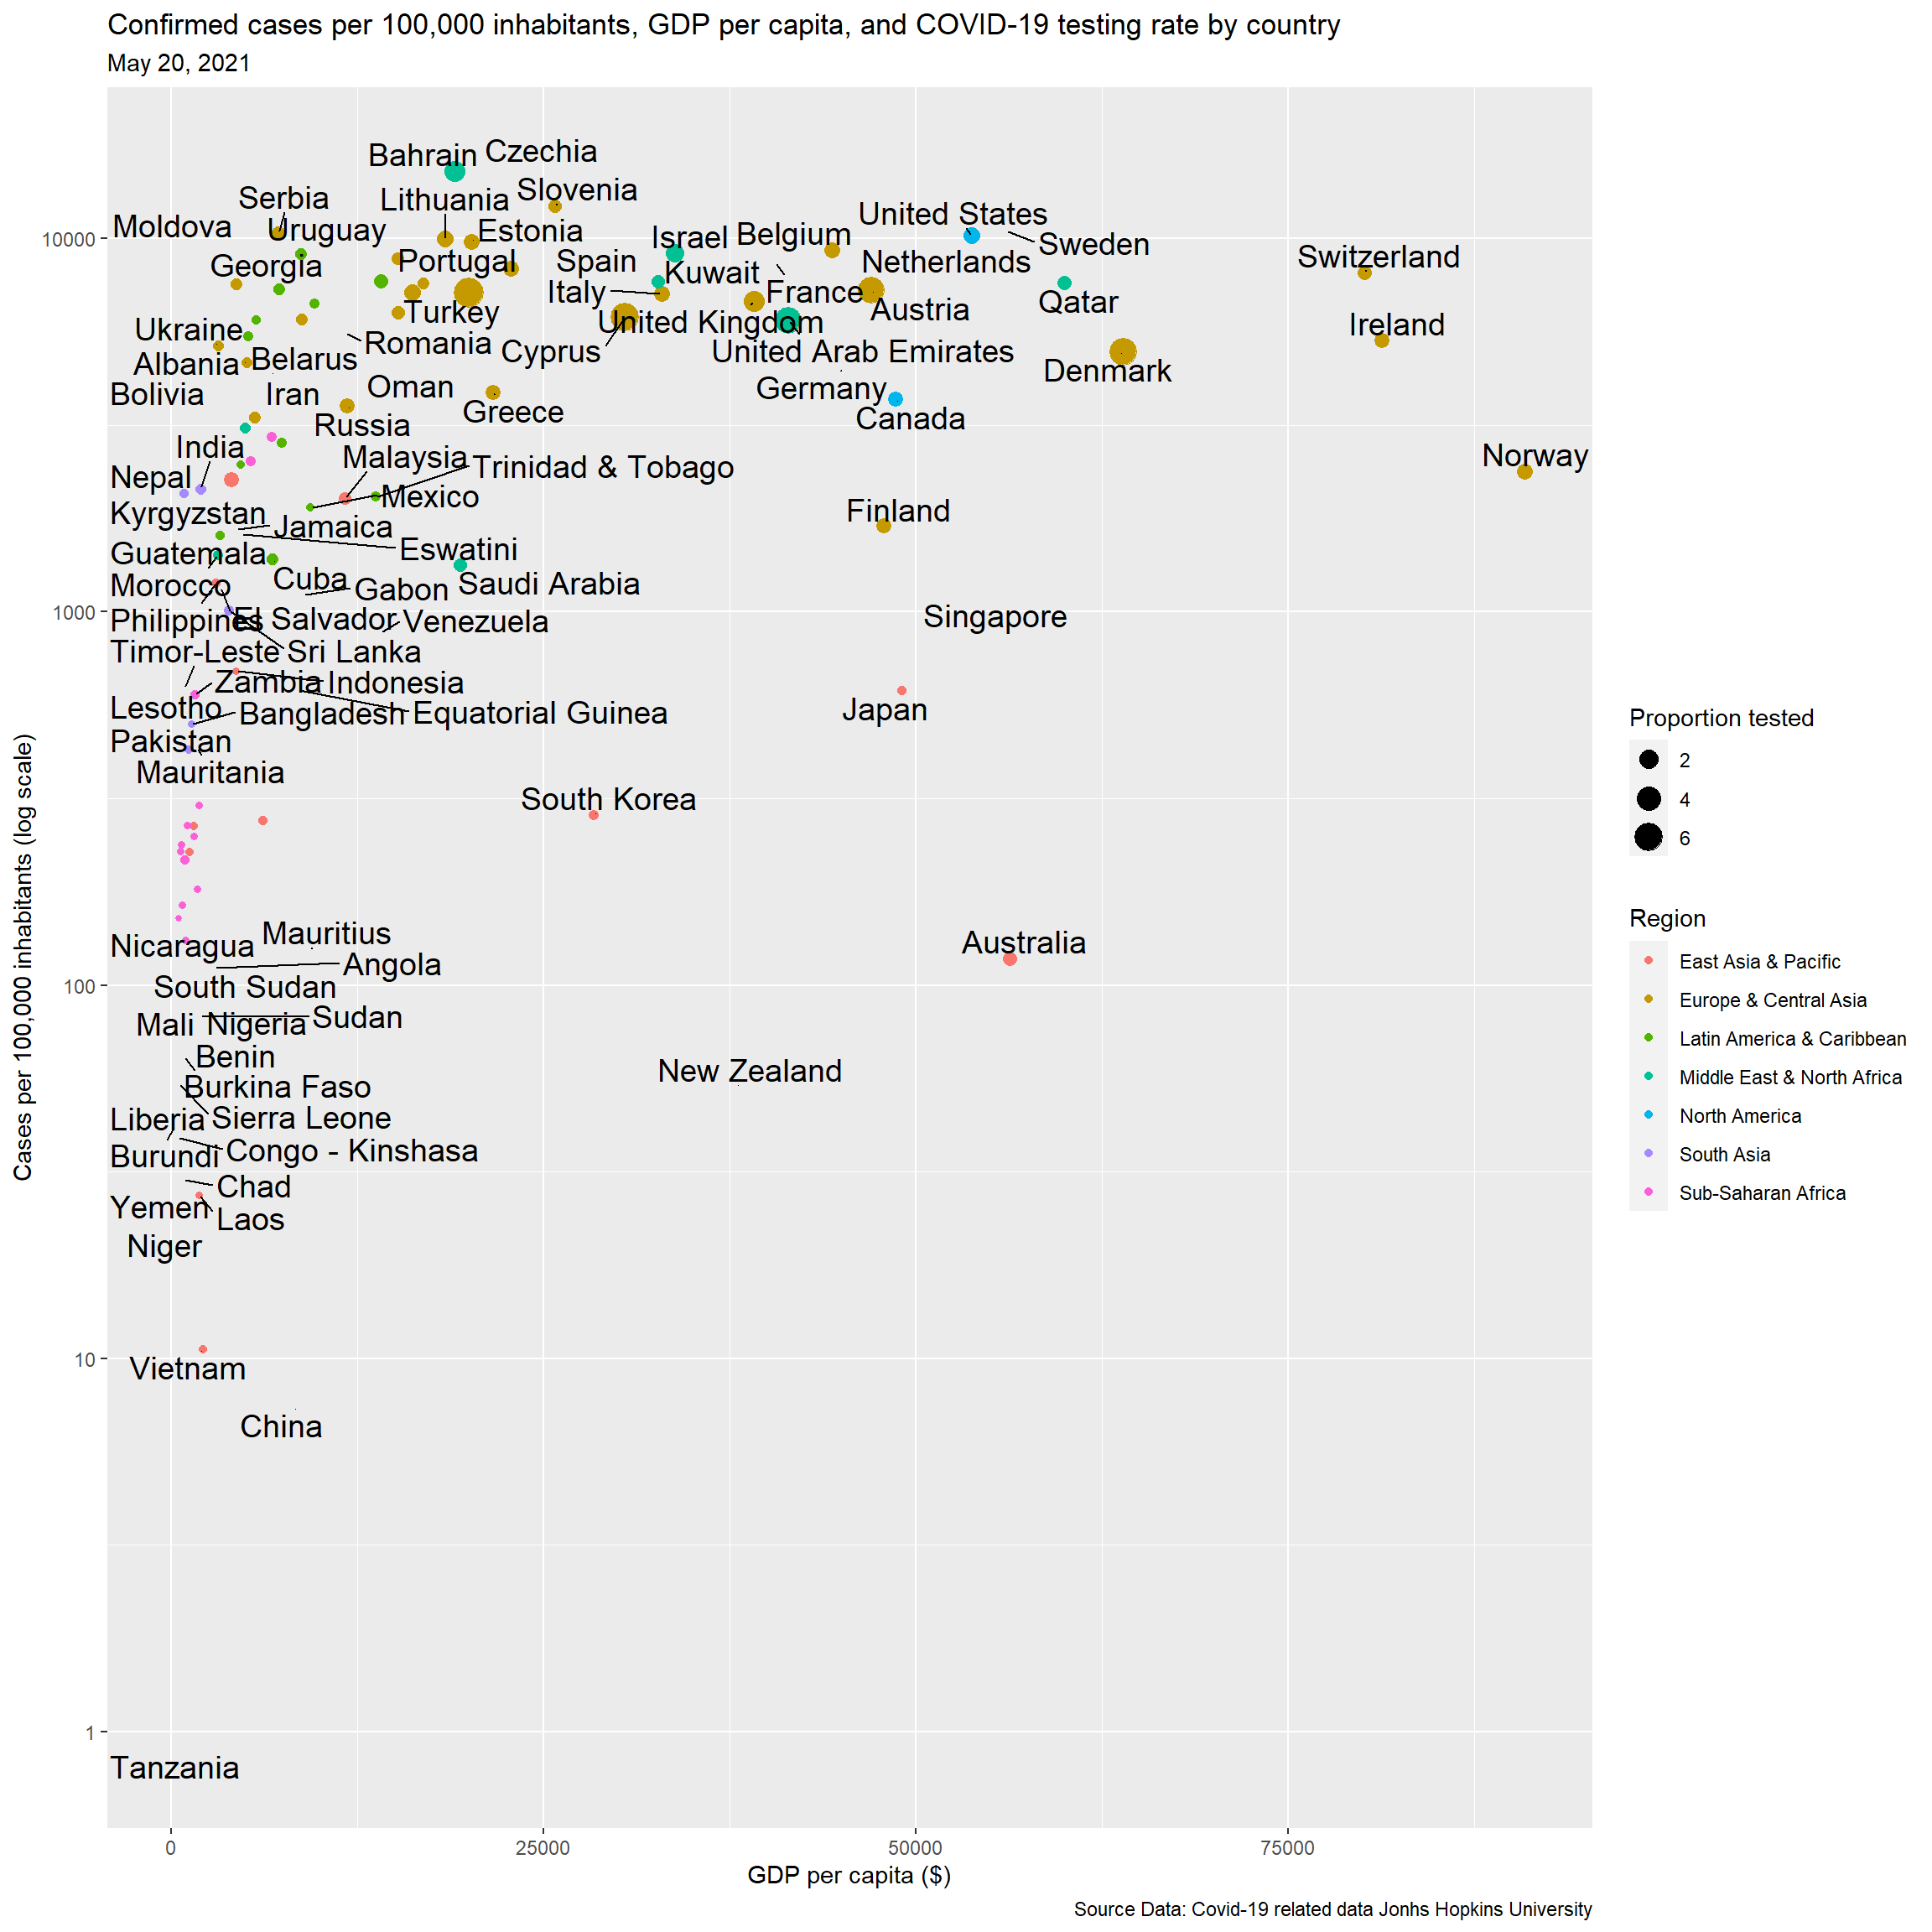 Confirmed cases per 100,000 inhabitants, GDP per capita, and COVID-19 testing rate by country
May 20, 2021
Bahrain
Czechia
Slovenia
Serbia
Lithuania
United States
Moldova
Uruguay
Estonia
Israel
Belgium
Sweden
10000
Georgia
Portugal
Spain
Kuwait
Netherlands
Switzerland
Italy
France
Turkey
Austria
Qatar
Ukraine
United Kingdom
Ireland
Romania
Cyprus
United Arab Emirates
Albania
Belarus
Denmark
Bolivia
Iran
Oman
Germany
Greece
Canada
Russia
India
Malaysia
Norway
Nepal
Trinidad & Tobago
Mexico
Kyrgyzstan
Finland
Jamaica
Guatemala
Eswatini
Morocco
Cuba
Gabon
Saudi Arabia
1000
Philippines
El Salvador
Venezuela
Singapore
Timor-Leste
Sri Lanka
Zambia
Indonesia
Lesotho
Bangladesh
Equatorial Guinea
Japan
Pakistan
Mauritania
South Korea
Nicaragua
Mauritius
Australia
Angola
100
South Sudan
Mali
Nigeria
Sudan
Benin
New Zealand
Burkina Faso
Liberia
Sierra Leone
Burundi
Congo - Kinshasa
Chad
Yemen
Laos
Niger
10
Vietnam
China
1
Tanzania
0
25000
50000
75000
GDP per capita ($)
Cases per 100,000 inhabitants (log scale)
Proportion tested
2
4
6
Region
East Asia & Pacific
Europe & Central Asia
Latin America & Caribbean
Middle East & North Africa
North America
South Asia
Sub-Saharan Africa
Source Data: Covid-19 related data Jonhs Hopkins University